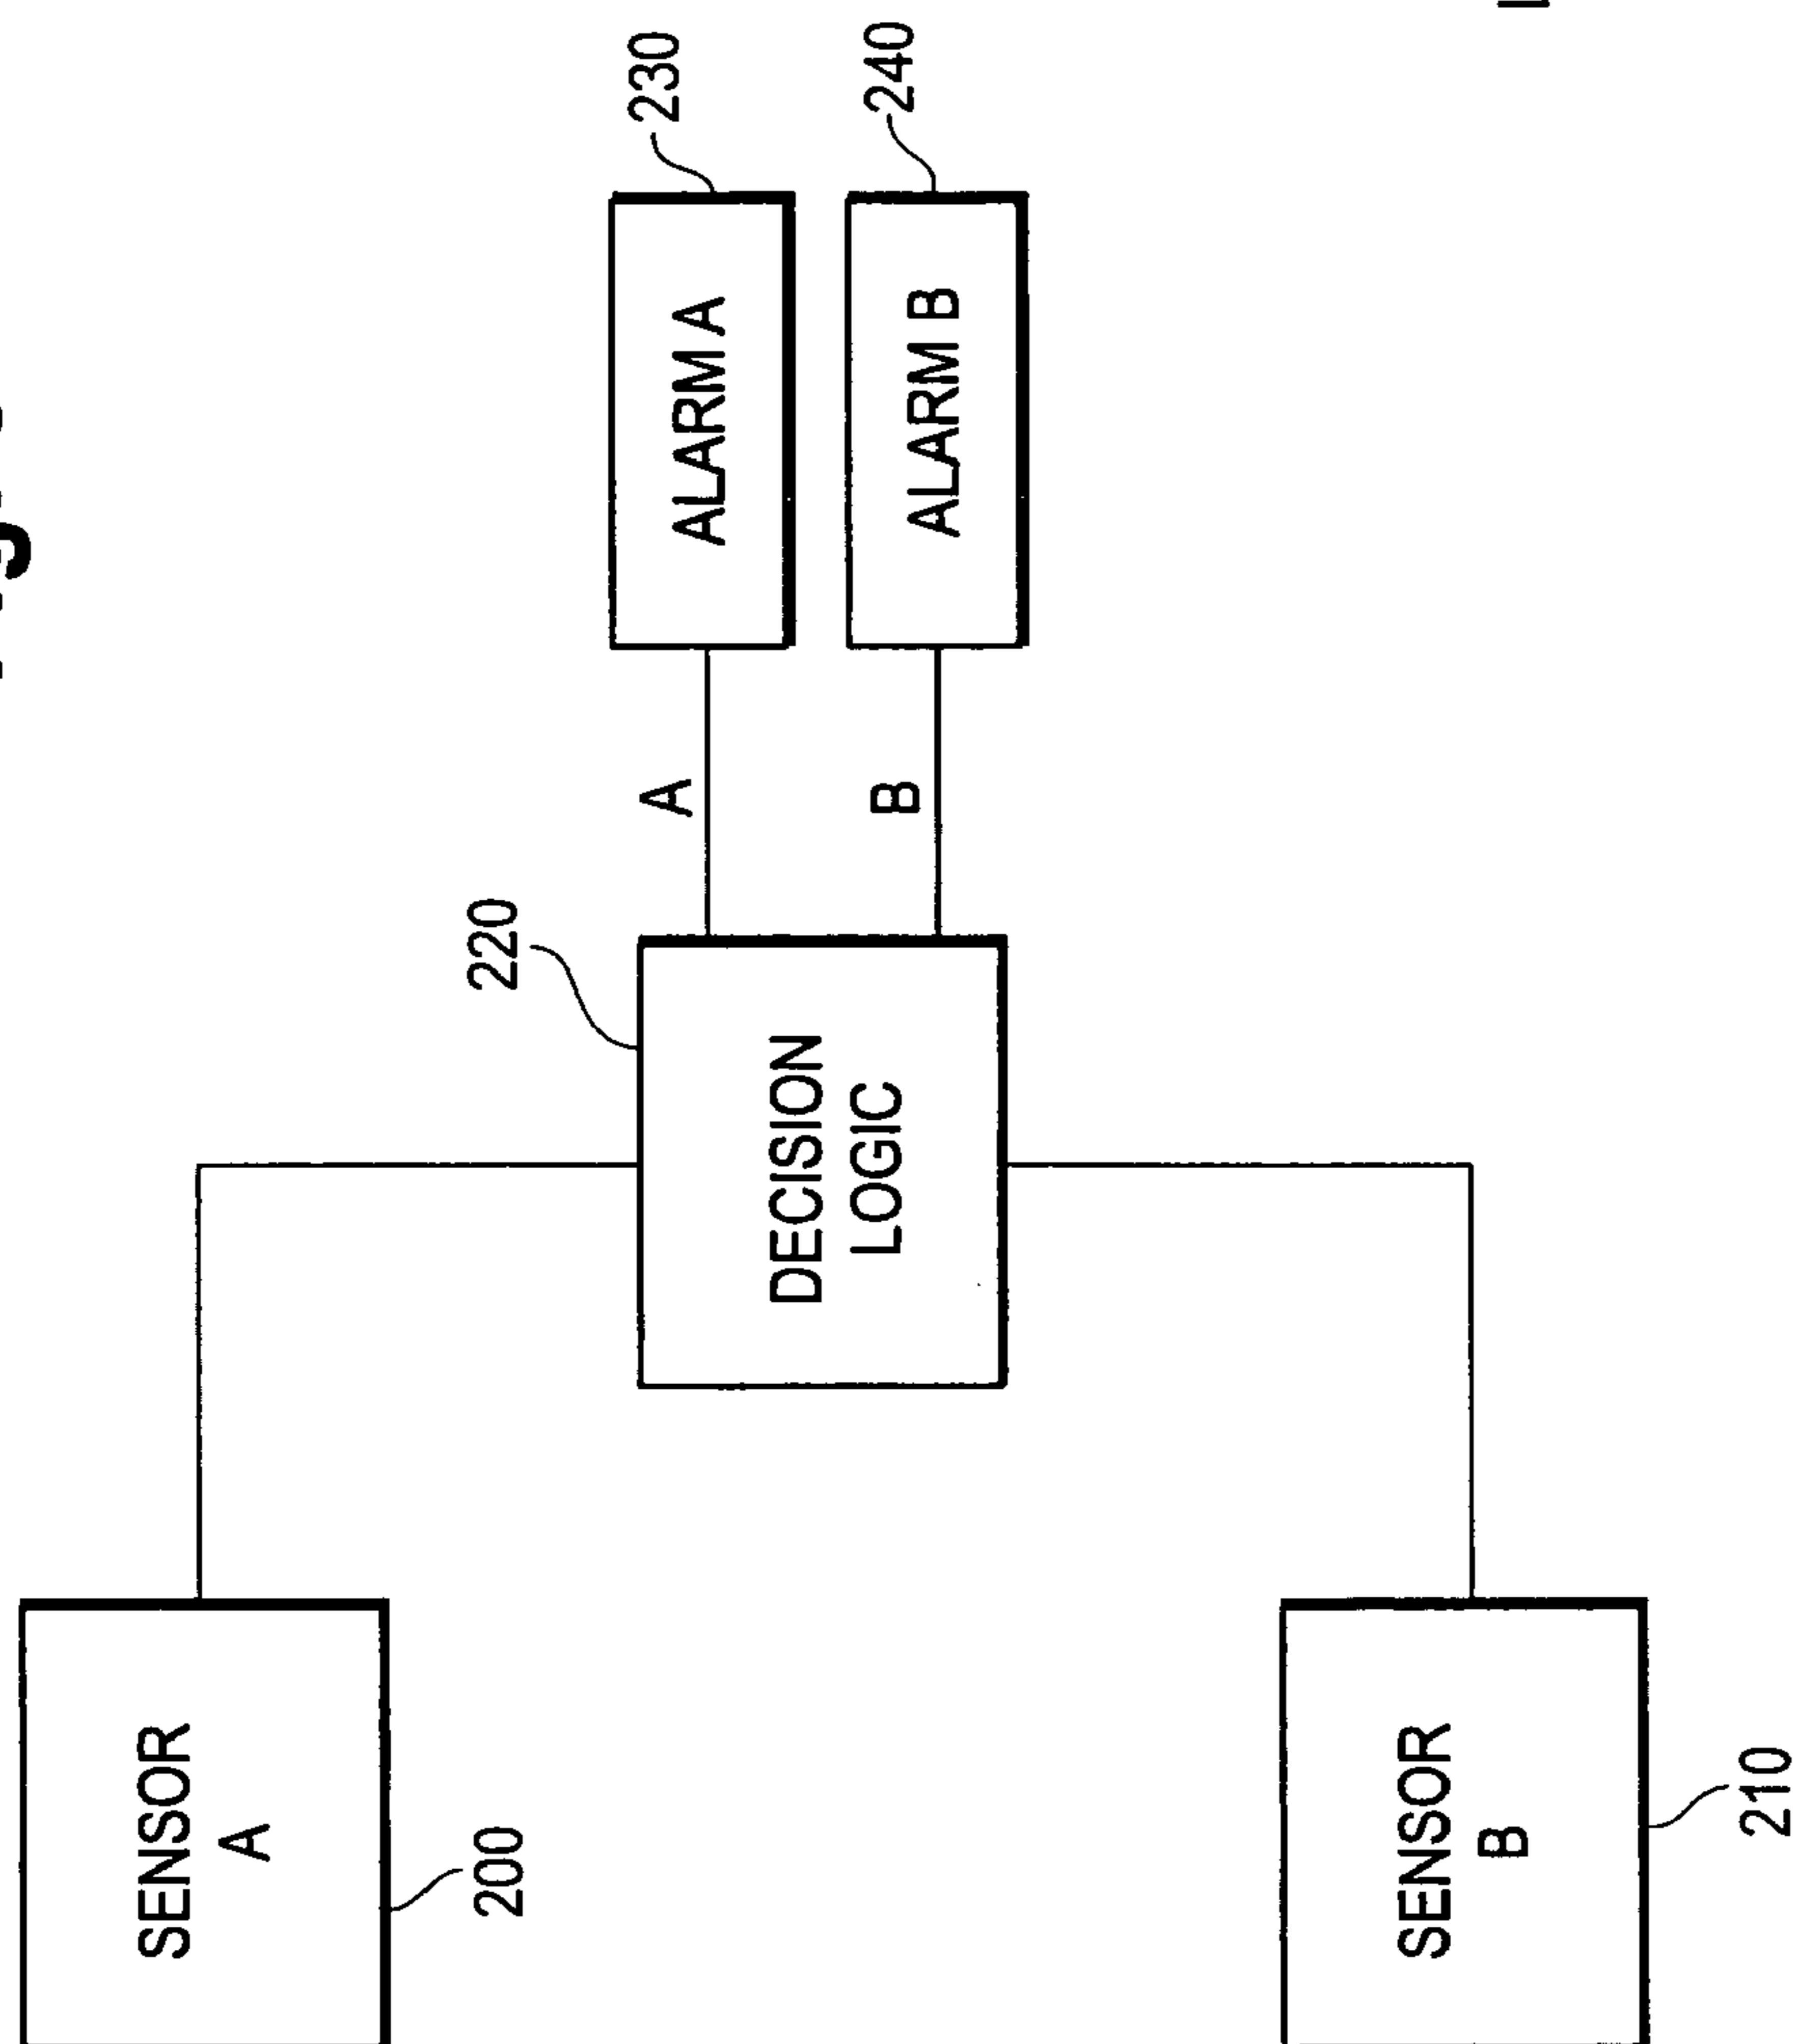 SENSOR
A
200
220
DECISION
LOGIC
A
B
230
ALARM A
240
ALARM B
SENSOR
B
210